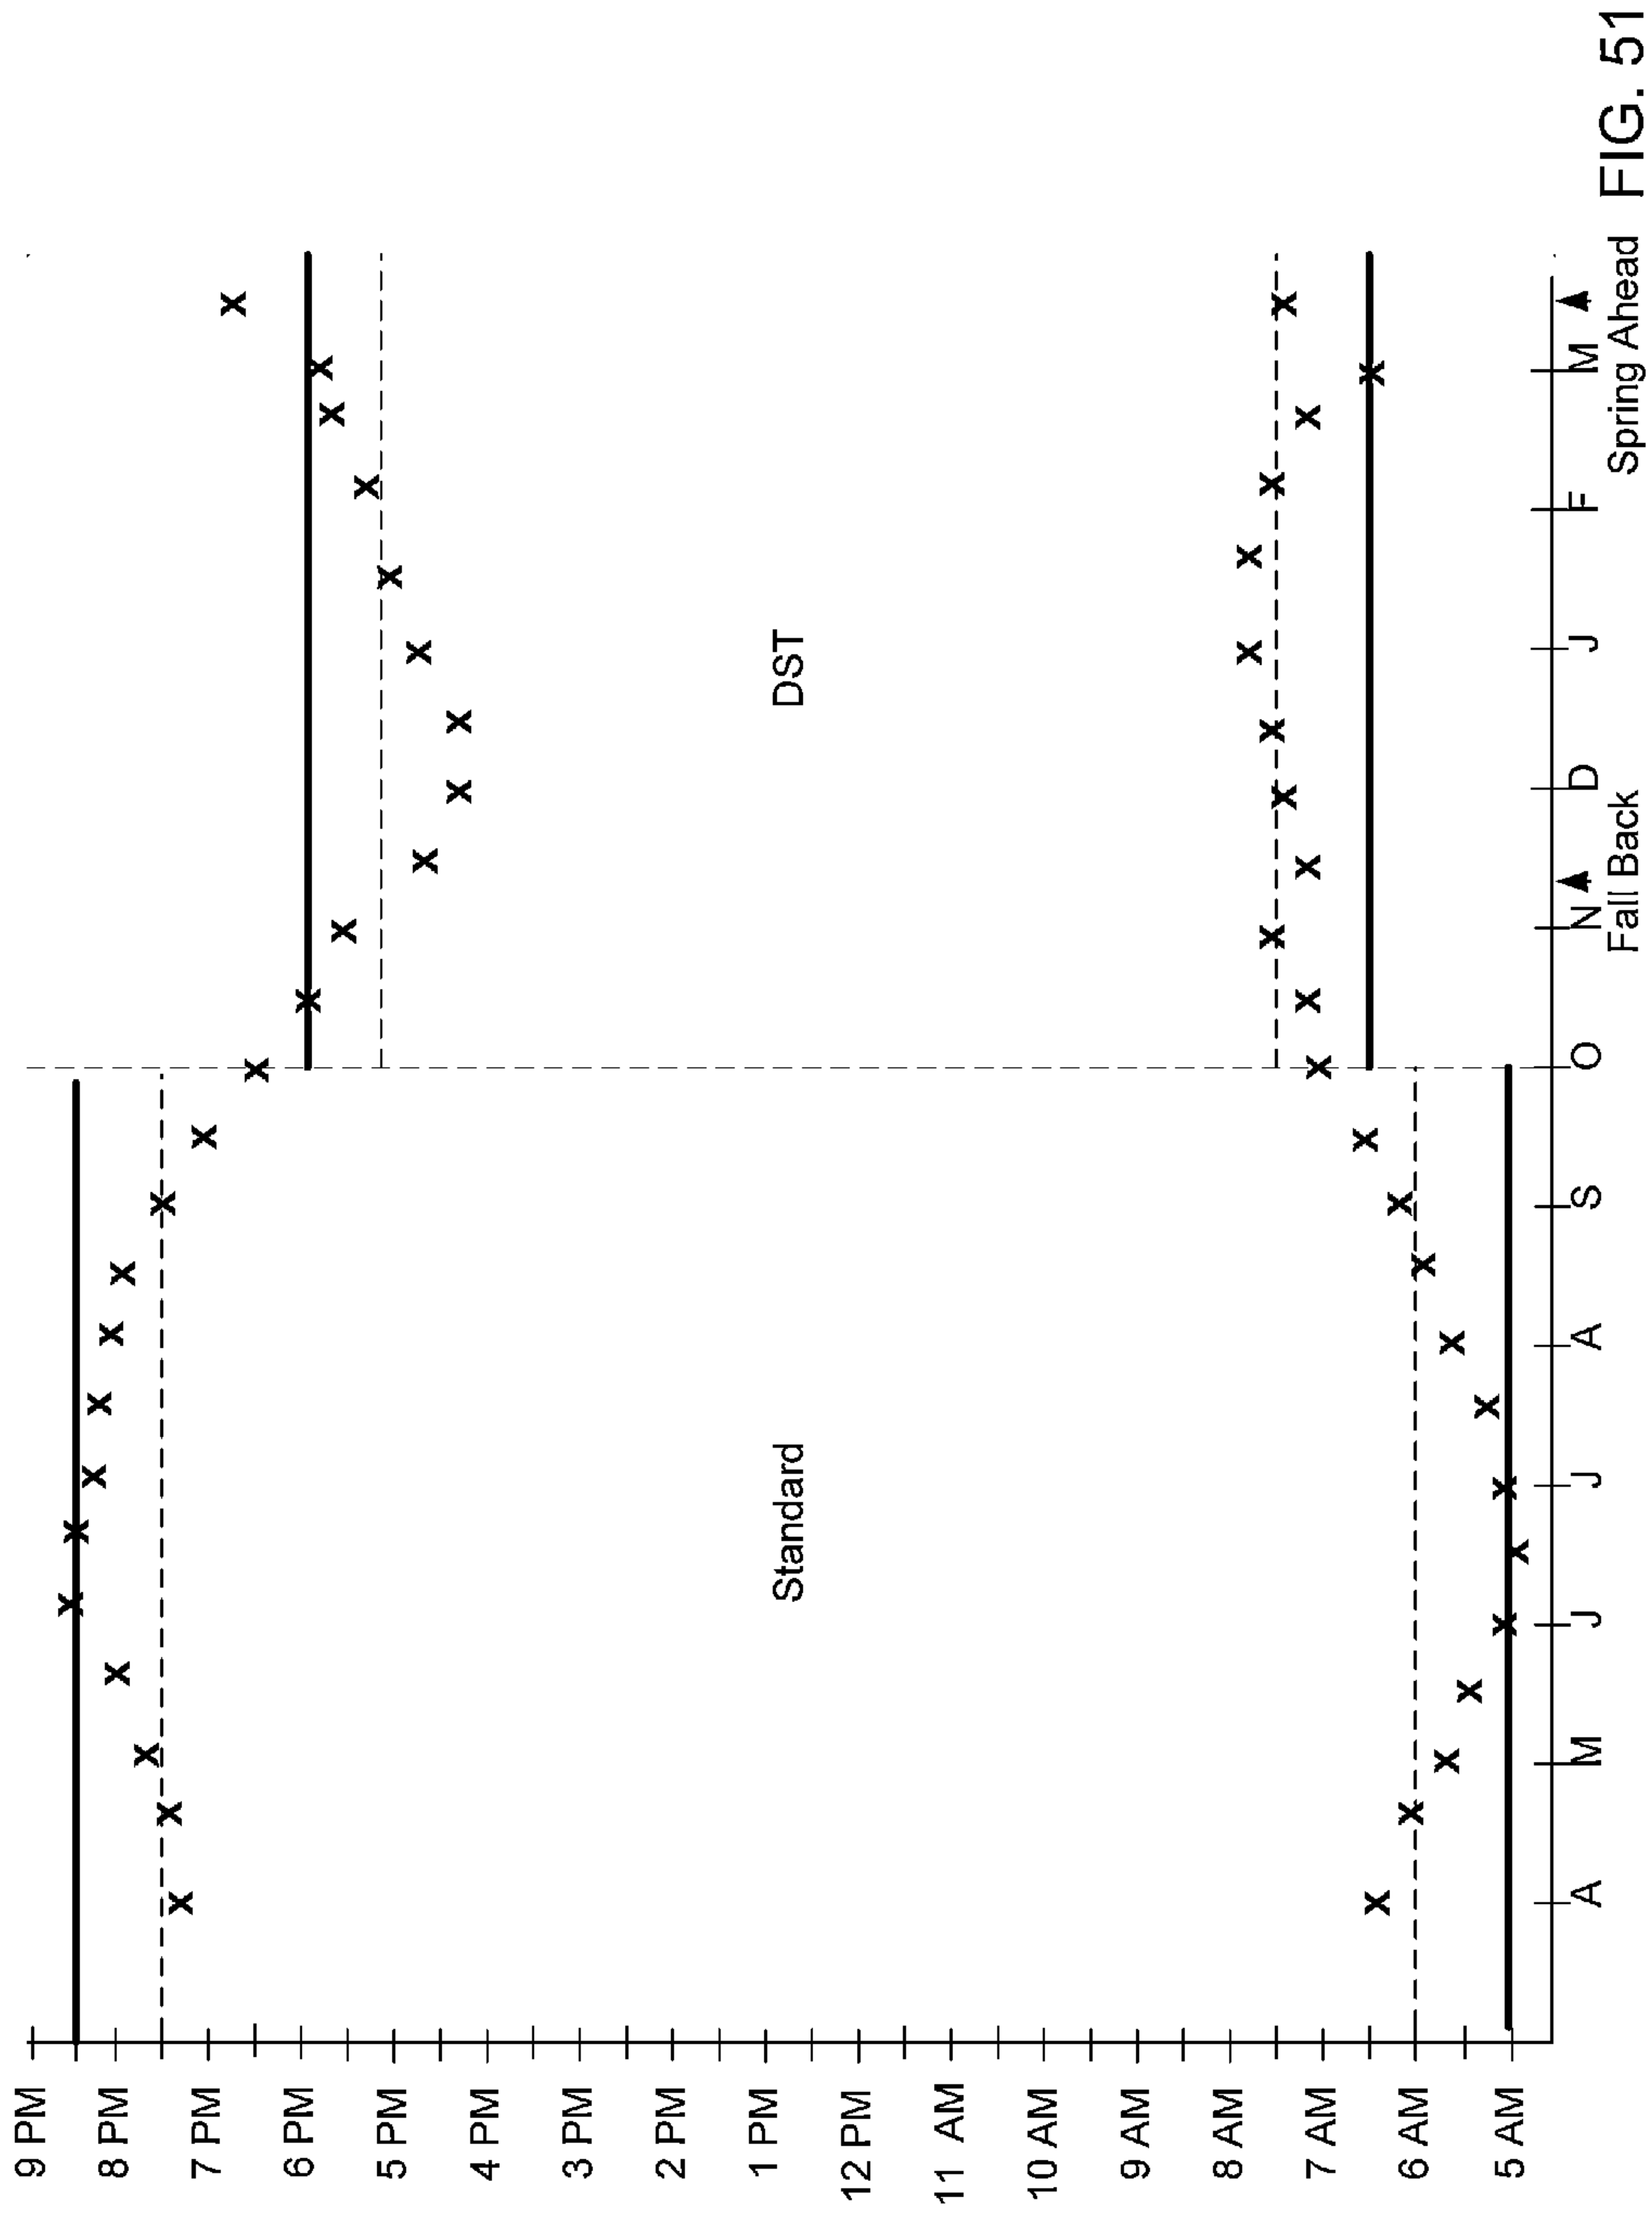 9 PM
8 PM
7 PM
6 PM
5 PM
4 PM
3 PM
2 PM
1 PM
12 PM
11 AM
10 AM
9 AM
8 AM
7 AM
6 AM
5 AM
Standard
DST
A M J J A S O N D J F M
Fall Back Spring Ahead
FIG. 51